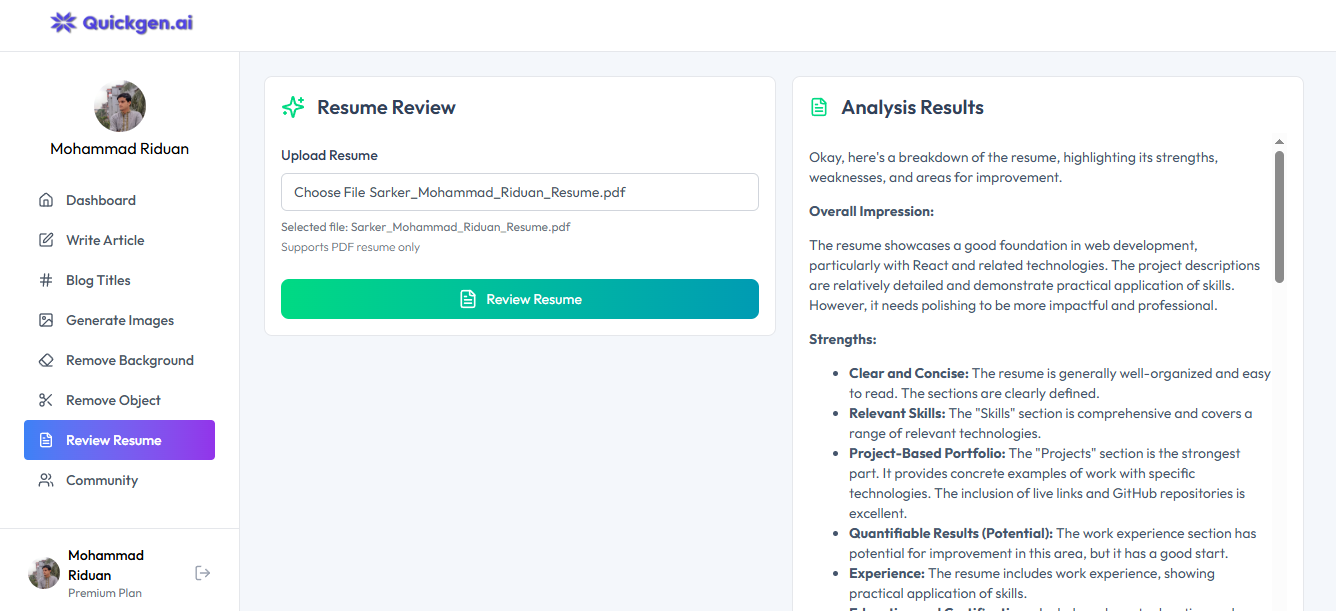 Quickgen.ai
Mohammad Riduan
Dashboard
Write Article
Blog Titles
Generate Images
Remove Background
Remove Object
Review Resume
Community
Mohammad
Riduan
Premium Plan
Resume Review
Upload Resume
Choose File Sarker_Mohammad_Riduan_Resume.pdf
Selected file: Sarker_Mohammad_Riduan_Resume.pdf
Supports PDF resume only
Review Resume
Analysis Results
Okay, here's a breakdown of the resume, highlighting its strengths,
weaknesses, and areas for improvement.
Overall Impression:
The resume showcases a good foundation in web development,
particularly with React and related technologies. The project descriptions
are relatively detailed and demonstrate practical application of skills.
However, it needs polishing to be more impactful and professional.
Strengths:
• Clear and Concise: The resume is generally well-organized and easy
to read. The sections are clearly defined.
• Relevant Skills: The "Skills" section is comprehensive and covers a
range of relevant technologies.
• Project-Based Portfolio: The "Projects" section is the strongest
part. It provides concrete examples of work with specific
technologies. The inclusion of live links and GitHub repositories is
excellent.
• Quantifiable Results (Potential): The work experience section has
potential for improvement in this area, but it has a good start.
• Experience: The resume includes work experience, showing
practical application of skills.